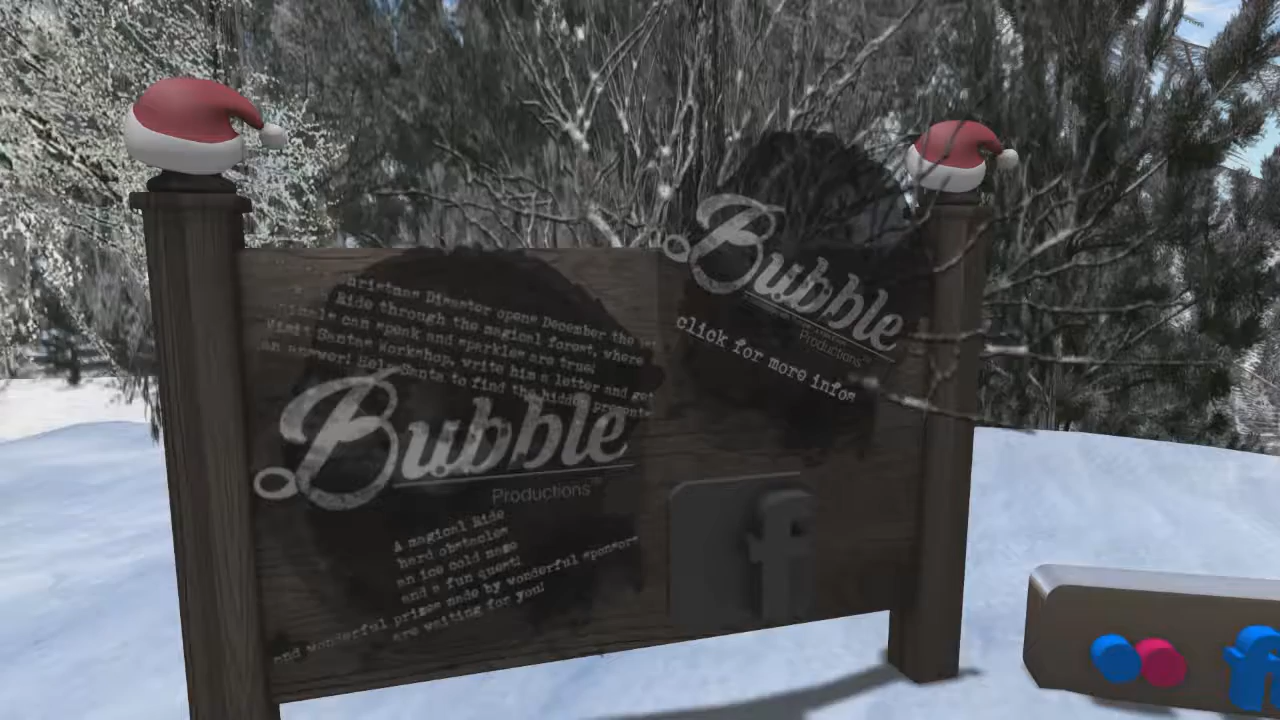 Christmas Disaster opens December the 1st
Ride through the magical forest, where
animals can speak and sparkles are true!
Visit Santas Workshop, write him a letter and get
an answer! Help Santa to find the hidden presents
Bubble
Productions™
A magical Ride
hard obstacles
an ice cold maze
and a fun quest!
and wonderful prizes made by wonderful sponsors
are waiting for you!
Bubble
Productions™
click for more infos
f
f